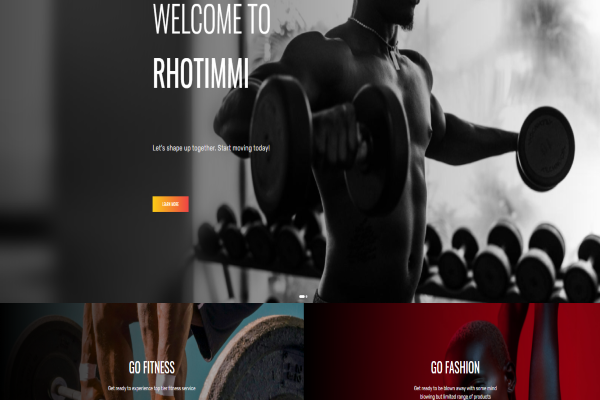 WELCOME TO
RHOTIMMI
Let's shape up together. Start moving today!
LEARN MORE
GO FITNESS
Get ready to experience top tier fitness service
GO FASHION
Get ready to be blown away with some mind
blowing but limited range of products